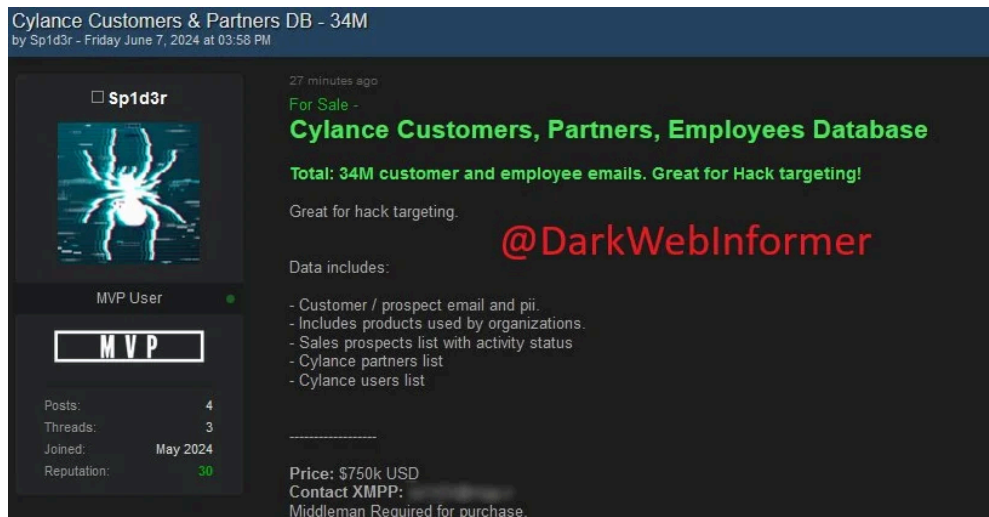 Cylance Customers & Partners DB - 34M
by Sp1d3r - Friday June 7, 2024 at 03:58 PM
Sp1d3r
MVP User
MVP
Posts: 4
Threads: 3
Joined: May 2024
Reputation: 30
27 minutes ago
For Sale -
Cylance Customers, Partners, Employees Database
Total: 34M customer and employee emails. Great for Hack targeting!
Great for hack targeting.
@DarkWebInformer
Data includes:
- Customer / prospect email and pii.
- Includes products used by organizations.
- Sales prospects list with activity status
- Cylance partners list
- Cylance users list
------------------
Price: $750k USD
Contact XMPP:
Middleman Required for purchase.